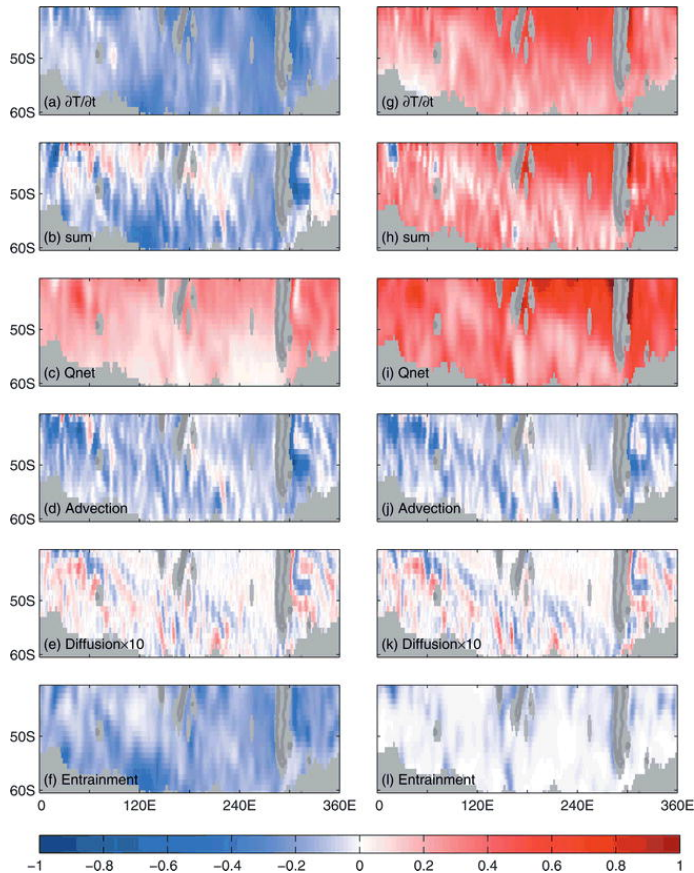 50S
60S
(a) ∂T/∂t
(g) ∂T/∂t
50S
60S
(b) sum
(h) sum
50S
60S
(c) Qnet
(i) Qnet
50S
60S
(d) Advection
(j) Advection
50S
60S
(e) Diffusion×10
(k) Diffusion×10
50S
60S
(f) Entrainment
(l) Entrainment
0 120E 240E 360E 0 120E 240E 360E
−1 −0.8 −0.6 −0.4 −0.2 0 0.2 0.4 0.6 0.8 1